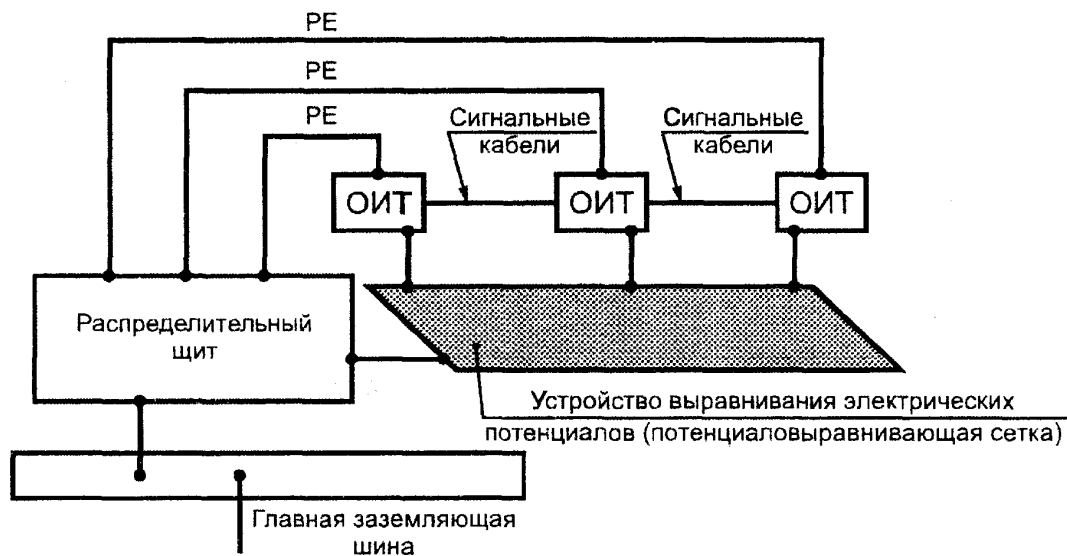 PE
PE
PE
Сигнальные
кабели
Сигнальные
кабели
ОИТ
ОИТ
ОИТ
Распределительный
щит
Устройство выравнивания электрических
потенциалов (потенциаловыравнивающая сетка)
Главная заземляющая
шина